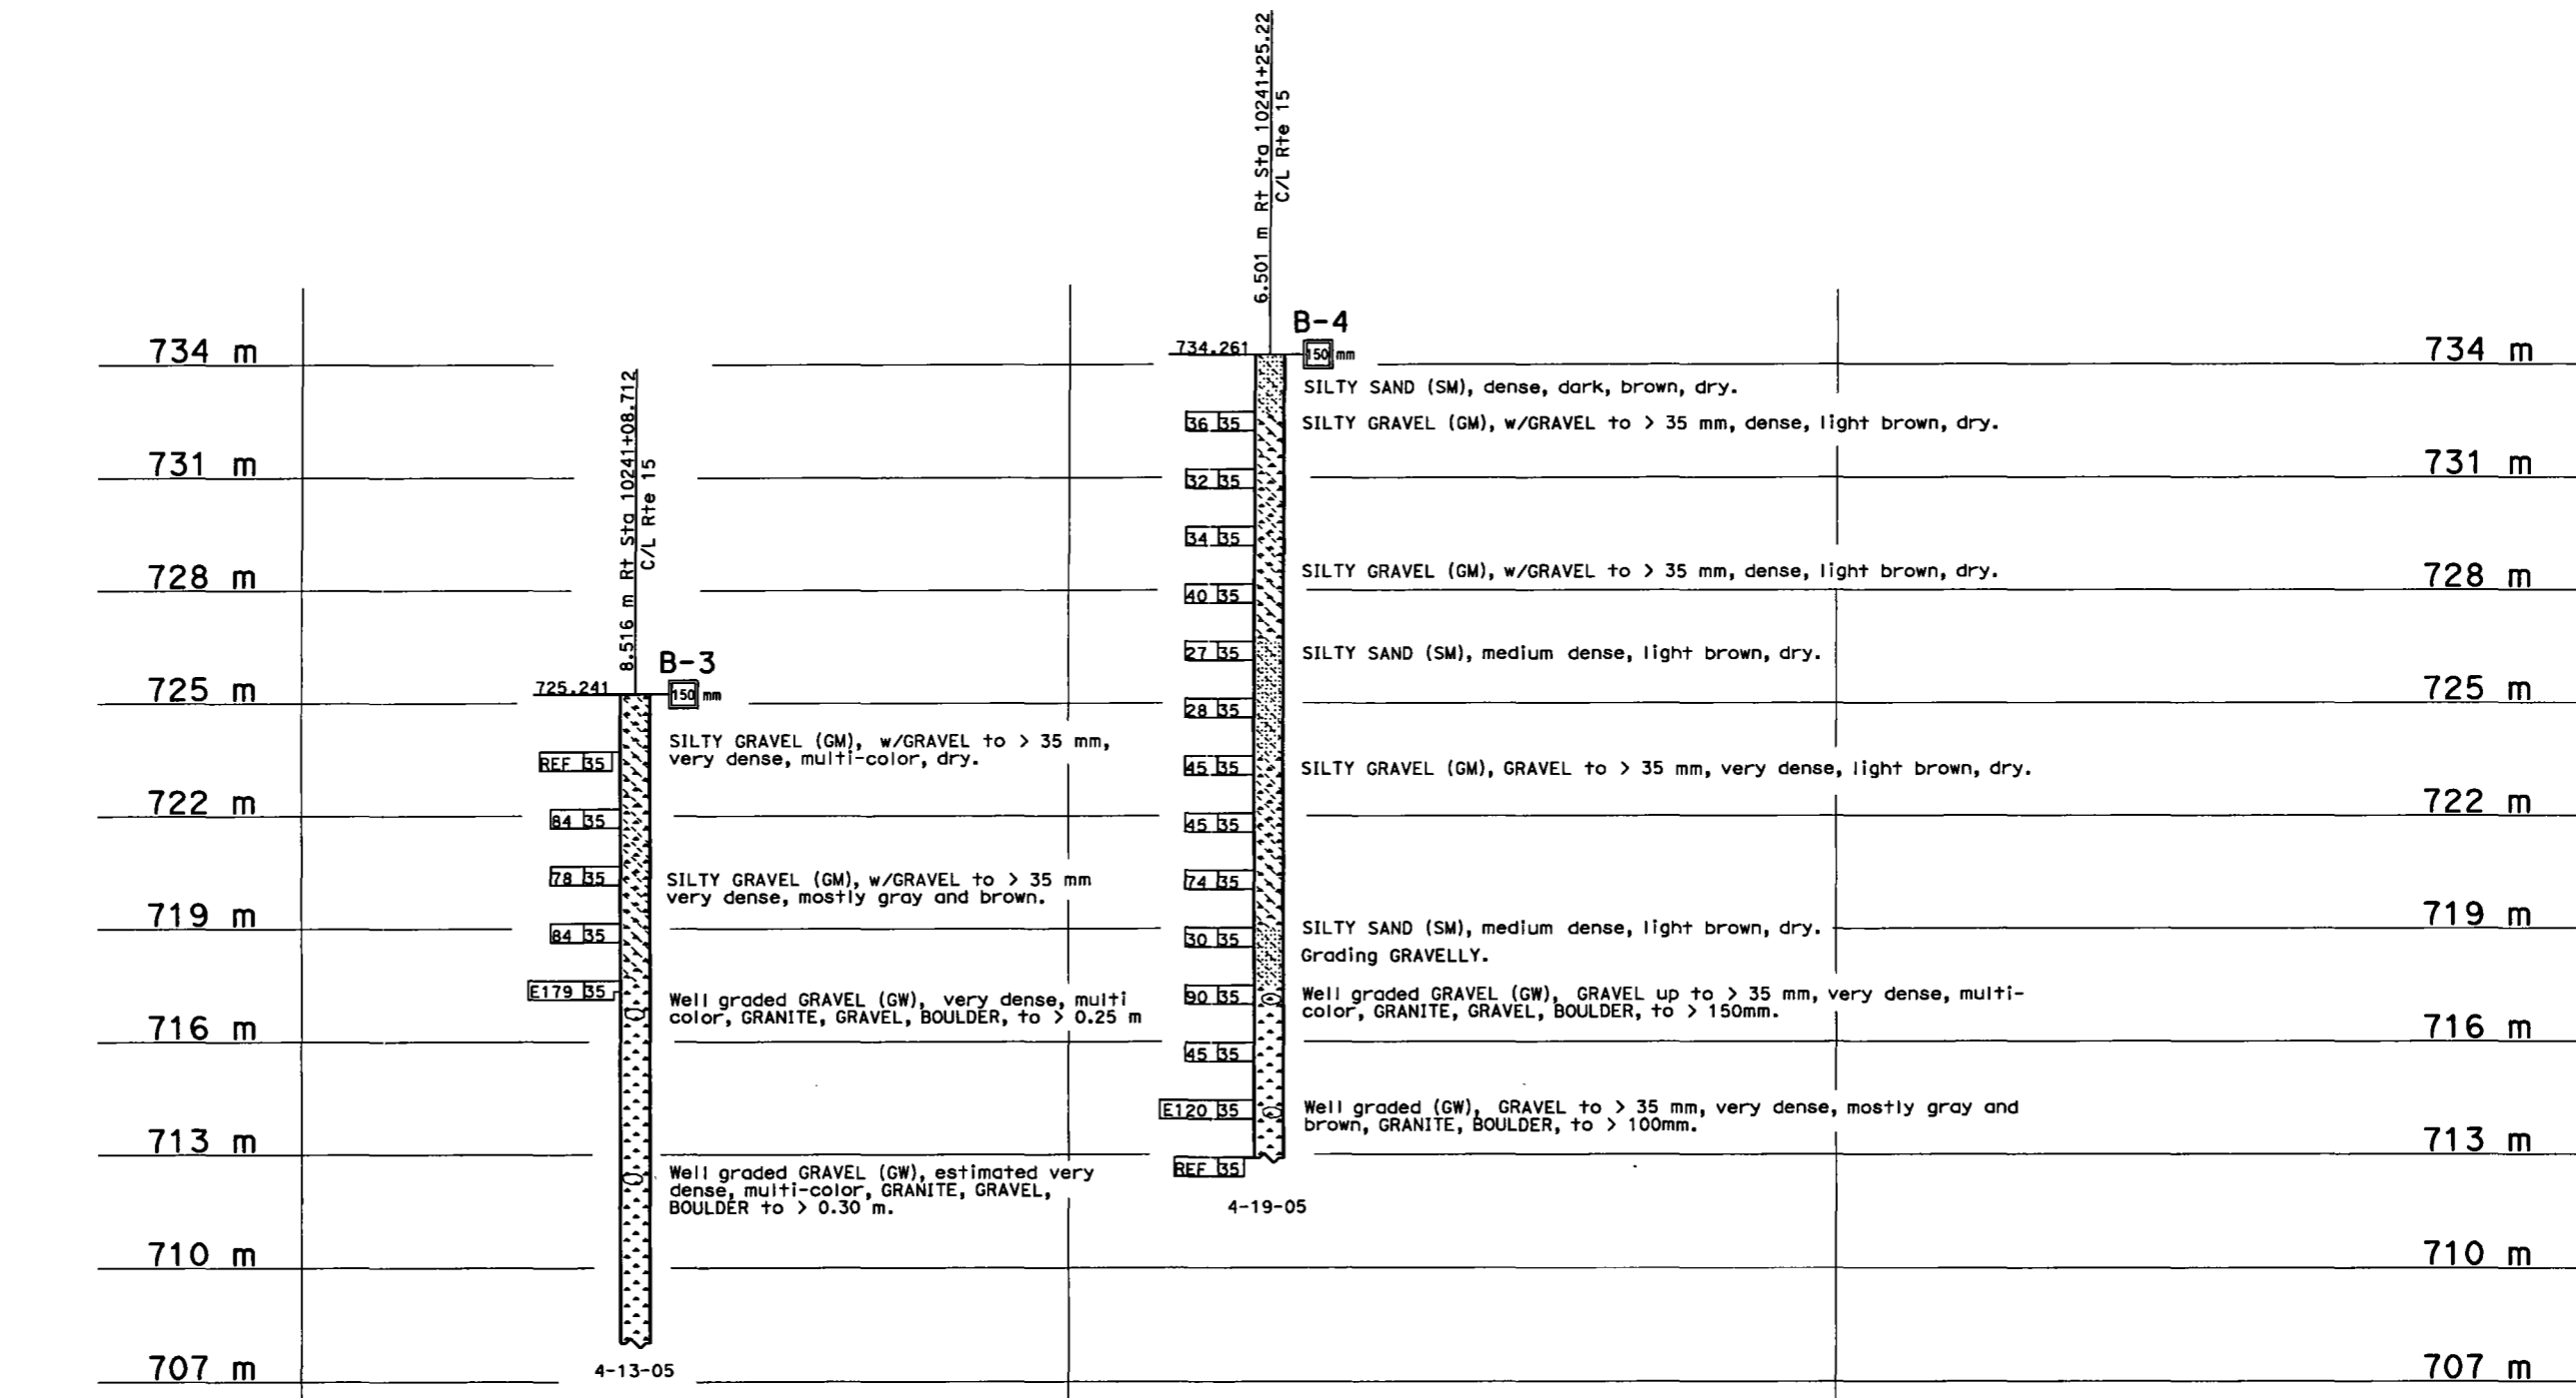 6.501 m Rt Sta 10241+25.22
C/L Rte 15
B-4
734 m
734.261
150 mm
734 m
SILTY SAND (SM), dense, dark, brown, dry.
8.516 m Rt Sta 10241+08.712
C/L Rte 15
36 35
SILTY GRAVEL (GM), w/GRAVEL to > 35 mm, dense, light brown, dry.
731 m
731 m
32 35
34 35
728 m
SILTY GRAVEL (GM), w/GRAVEL to > 35 mm, dense, light brown, dry.
728 m
40 35
B-3
27 35
SILTY SAND (SM), medium dense, light brown, dry.
725 m
725.241
150 mm
725 m
28 35
SILTY GRAVEL (GM), w/GRAVEL to > 35 mm,
very dense, multi-color, dry.
REF 35
45 35
SILTY GRAVEL (GM), GRAVEL to > 35 mm, very dense, light brown, dry.
722 m
722 m
84 35
45 35
78 35
SILTY GRAVEL (GM), w/GRAVEL to > 35 mm
very dense, mostly gray and brown.
74 35
719 m
719 m
84 35
30 35
SILTY SAND (SM), medium dense, light brown, dry.
Grading GRAVELLY.
E179 35
Well graded GRAVEL (GW), very dense, multi
color, GRANITE, GRAVEL, BOULDER, to > 0.25 m
90 35
Well graded GRAVEL (GW), GRAVEL up to > 35 mm, very dense, multi-
color, GRANITE, GRAVEL, BOULDER, to > 150mm.
716 m
716 m
45 35
E120 35
Well graded (GW), GRAVEL to > 35 mm, very dense, mostly gray and
brown, GRANITE, BOULDER, to > 100mm.
713 m
713 m
REF 35
Well graded GRAVEL (GW), estimated very
dense, multi-color, GRANITE, GRAVEL,
BOULDER to > 0.30 m.
4-19-05
710 m
710 m
707 m
4-13-05
707 m